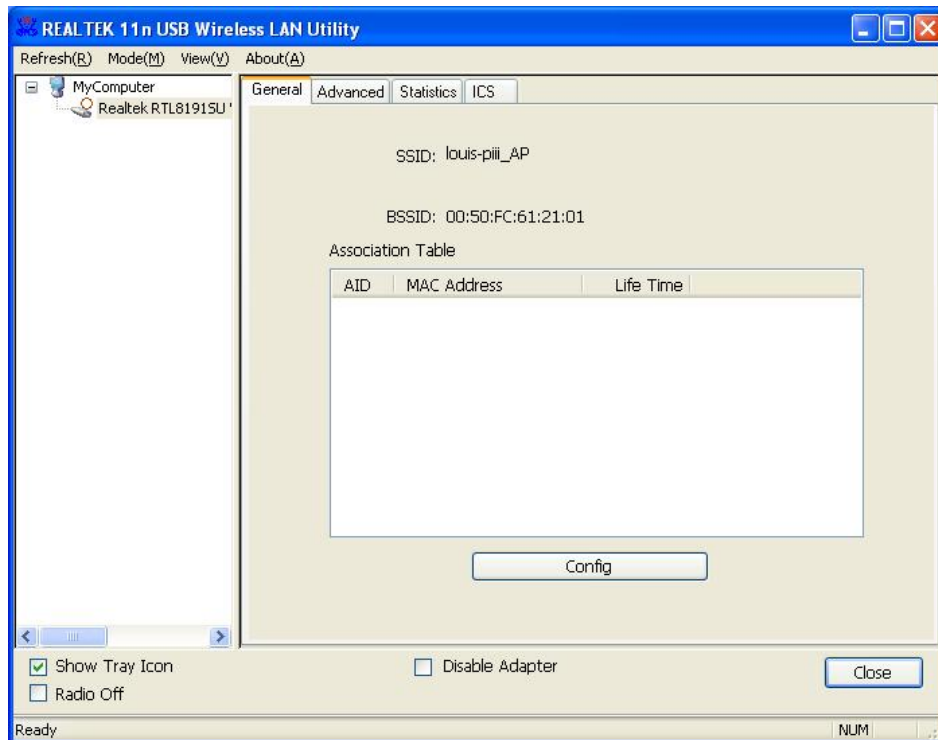 REALTEK 11n USB Wireless LAN Utility
Refresh(R) Mode(M) View(V) About(A)
MyComputer
Realtek RTL8191SU
General Advanced Statistics ICS
SSID: louis-piii_AP
BSSID: 00:50:FC:61:21:01
Association Table
AID MAC Address Life Time
Config
Show Tray Icon
Disable Adapter
Close
Radio Off
Ready
NUM